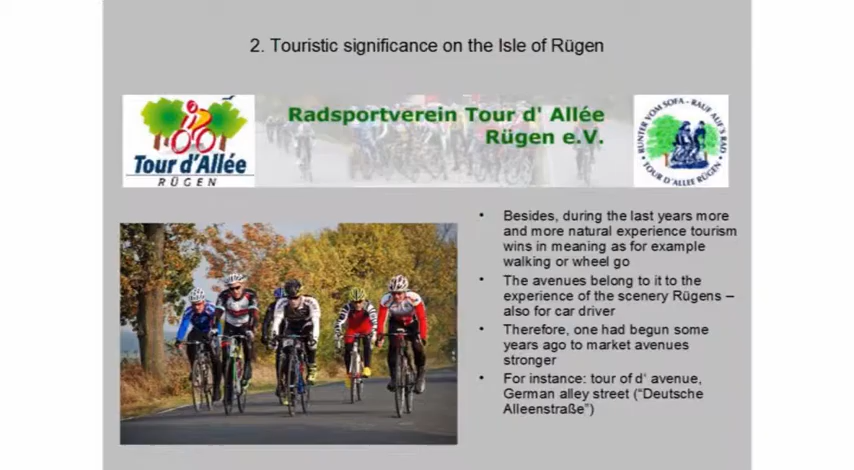 2. Touristic significance on the Isle of Rügen
Tour d'Allée
RÜGEN
Radsportverein Tour d' Allée
Rügen e.V.
RUNTER VOM SOFA - RAUF AUF'S RAD
TOUR D'ALLEE RÜGEN
• Besides, during the last years more
and more natural experience tourism
wins in meaning as for example
walking or wheel go
• The avenues belong to it to the
experience of the scenery Rügens –
also for car driver
• Therefore, one had begun some
years ago to market avenues
stronger
• For instance: tour of d' avenue,
German alley street ("Deutsche
Alleenstraße")